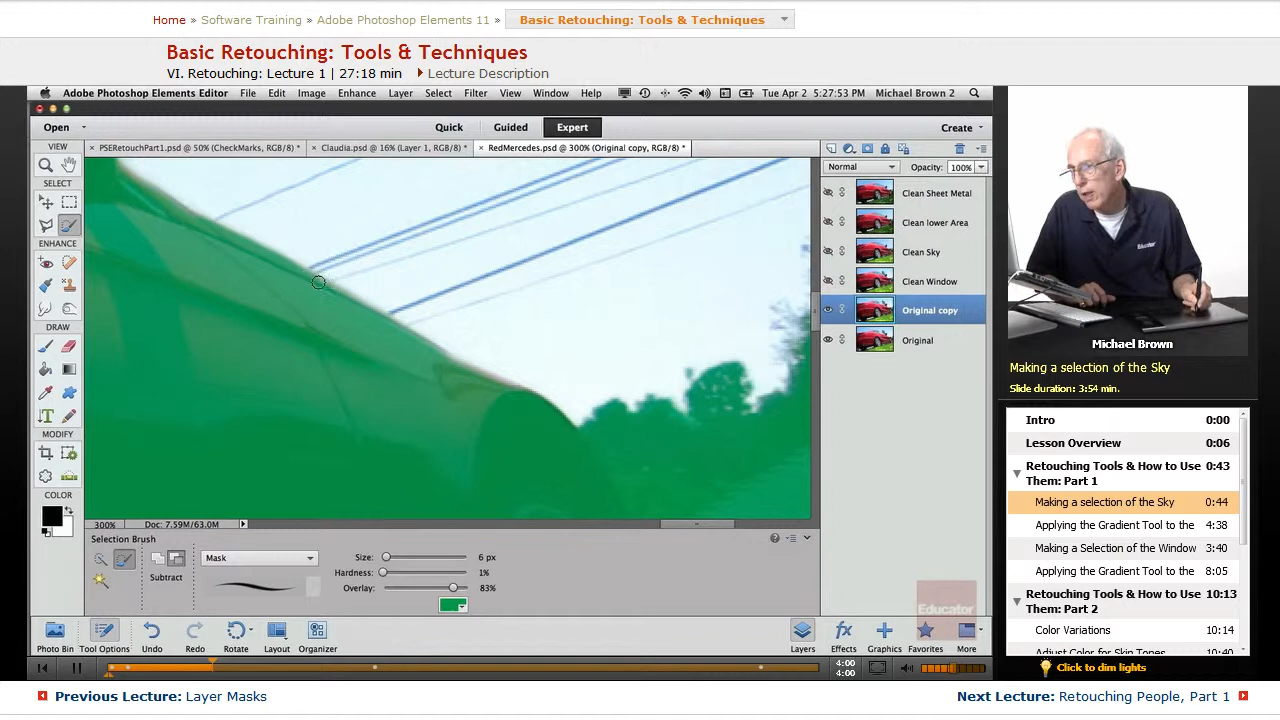 Home » Software Training » Adobe Photoshop Elements 11 » Basic Retouching: Tools & Techniques
Basic Retouching: Tools & Techniques
VI. Retouching: Lecture 1 | 27:18 min Lecture Description
Adobe Photoshop Elements Editor File Edit Image Enhance Layer Select Filter View Window Help Tue Apr 2 5:27:53 PM Michael Brown 2
Open Quick Guided Expert Create
VIEW
× PSERetouchPart1.psd @ 50% (CheckMarks, RGB/8) * × Claudia.psd @ 16% (Layer 1, RGB/8) * × RedMercedes.psd @ 300% (Original copy, RGB/8) *
Normal Opacity: 100%
SELECT
ENHANCE
DRAW
MODIFY
COLOR
Clean Sheet Metal
Clean lower Area
Clean Sky
Clean Window
Original copy
Original
300% Doc: 7.59M/63.0M
Selection Brush
Subtract
Mask
Size: 6 px
Hardness: 1%
Overlay: 83%
Educator
Photo Bin Tool Options Undo Redo Rotate Layout Organizer Layers Effects Graphics Favorites More
4:00
4:00
Educator
Michael Brown
Making a selection of the Sky
Slide duration: 3:54 min.
Intro 0:00
Lesson Overview 0:06
Retouching Tools & How to Use 0:43
Them: Part 1
Making a selection of the Sky 0:44
Applying the Gradient Tool to the 4:38
Making a Selection of the Window 3:40
Applying the Gradient Tool to the 8:05
Retouching Tools & How to Use 10:13
Them: Part 2
Color Variations 10:14
Adjust Color for Skin Tones 10:40
Click to dim lights
Previous Lecture: Layer Masks
Next Lecture: Retouching People, Part 1